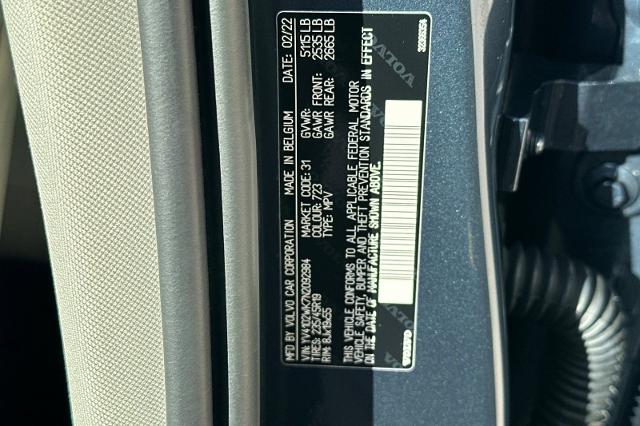 MFD BY VOLVO CAR CORPORATION MADE IN BELGIUM DATE: 02/22
VIN: YV4102WK7N2092984 MARKET CODE: 31 GVWR: 5115 LB
TIRES: 235/45R19 COLOUR: 723 GAWR FRONT: 2535 LB
RIM: 8Jx19x55 TYPE: MPV GAWR REAR: 2665 LB
THIS VEHICLE CONFORMS TO ALL APPLICABLE FEDERAL MOTOR
VEHICLE SAFETY, BUMPER AND THEFT PREVENTION STANDARDS IN EFFECT
ON THE DATE OF MANUFACTURE SHOWN ABOVE.
VOLVO
VOLVO
VOLVO